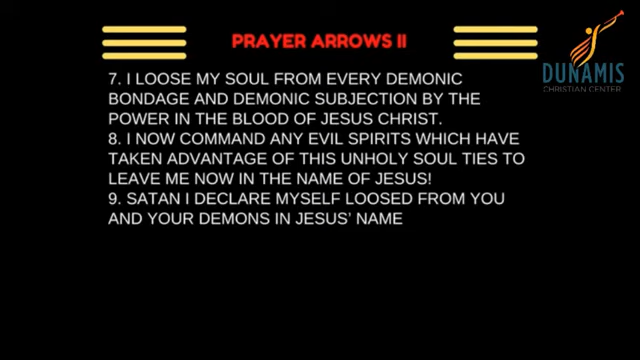 PRAYER ARROWS II
DUNAMIS
CHRISTIAN CENTER
7. I LOOSE MY SOUL FROM EVERY DEMONIC
BONDAGE AND DEMONIC SUBJECTION BY THE
POWER IN THE BLOOD OF JESUS CHRIST.
8. I NOW COMMAND ANY EVIL SPIRITS WHICH HAVE
TAKEN ADVANTAGE OF THIS UNHOLY SOUL TIES TO
LEAVE ME NOW IN THE NAME OF JESUS!
9. SATAN I DECLARE MYSELF LOOSED FROM YOU
AND YOUR DEMONS IN JESUS' NAME